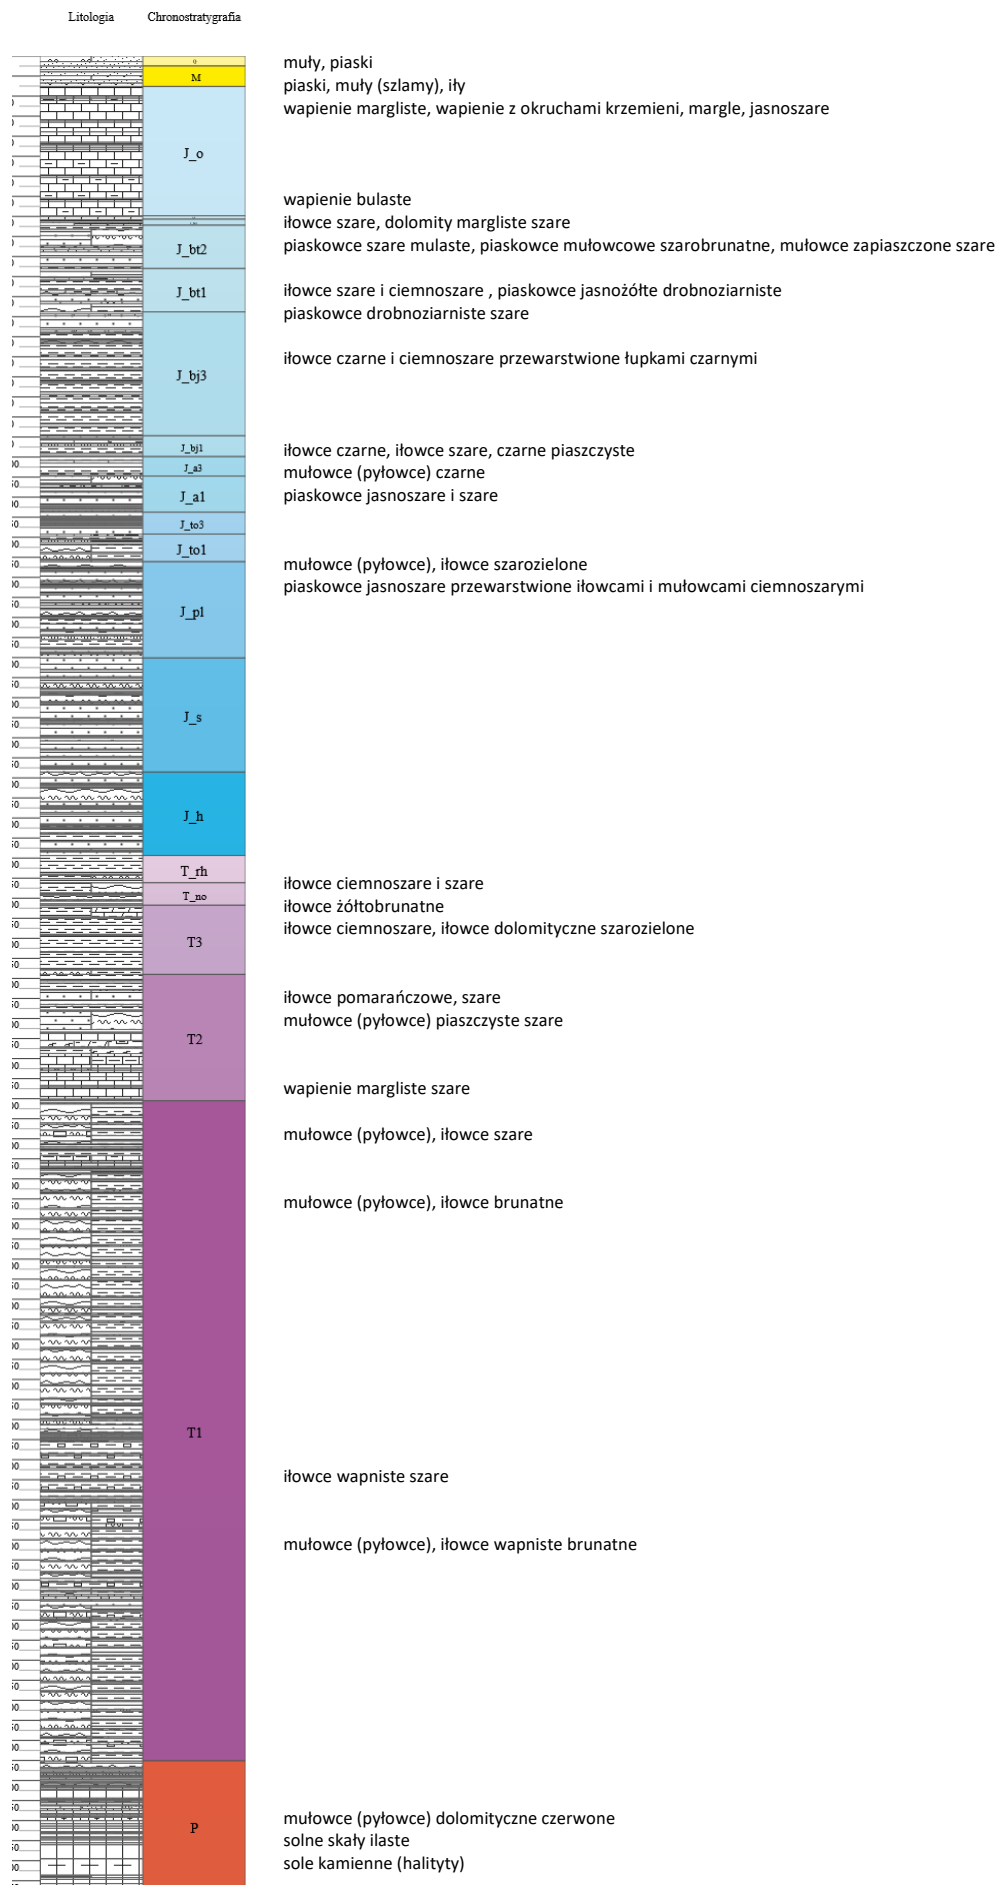 Litologia Chronostratygrafia
Q muły, piaski
M
piaski, muły (szlamy), iły
wapienie margliste, wapienie z okruchami krzemieni, margle, jasnoszare
J_o
wapienie bulaste
iłowce szare, dolomity margliste szare
J_bt2 piaskowce szare mulaste, piaskowce mułowcowe szarobrunatne, mułowce zapiaszczone szare
J_bt1 iłowce szare i ciemnoszare , piaskowce jasnożółte drobnoziarniste
piaskowce drobnoziarniste szare
iłowce czarne i ciemnoszare przewarstwione łupkami czarnymi
J_bj3
J_bj1 iłowce czarne, iłowce szare, czarne piaszczyste
J_a3 mułowce (pyłowce) czarne
J_a1 piaskowce jasnoszare i szare
J_to3
J_to1
mułowce (pyłowce), iłowce szarozielone
piaskowce jasnoszare przewarstwione iłowcami i mułowcami ciemnoszarymi
J_pl
J_s
J_h
T_rh
iłowce ciemnoszare i szare
T_no
iłowce żółtobrunatne
iłowce ciemnoszare, iłowce dolomityczne szarozielone
T3
iłowce pomarańczowe, szare
mułowce (pyłowce) piaszczyste szare
T2
wapienie margliste szare
mułowce (pyłowce), iłowce szare
mułowce (pyłowce), iłowce brunatne
T1
iłowce wapniste szare
mułowce (pyłowce), iłowce wapniste brunatne
mułowce (pyłowce) dolomityczne czerwone
P
solne skały ilaste
sole kamienne (halityty)